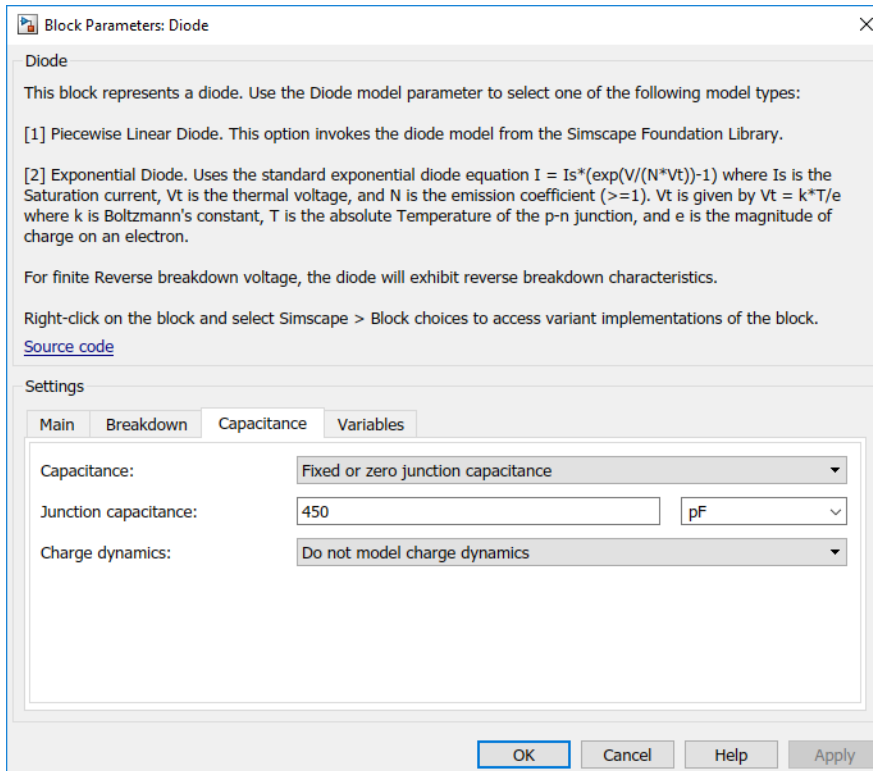 Block Parameters: Diode
Diode
This block represents a diode. Use the Diode model parameter to select one of the following model types:
[1] Piecewise Linear Diode. This option invokes the diode model from the Simscape Foundation Library.
[2] Exponential Diode. Uses the standard exponential diode equation I = Is*(exp(V/(N*Vt))-1) where Is is the
Saturation current, Vt is the thermal voltage, and N is the emission coefficient (>=1). Vt is given by Vt = k*T/e
where k is Boltzmann's constant, T is the absolute Temperature of the p-n junction, and e is the magnitude of
charge on an electron.
For finite Reverse breakdown voltage, the diode will exhibit reverse breakdown characteristics.
Right-click on the block and select Simscape > Block choices to access variant implementations of the block.
Source code
Settings
Main Breakdown Capacitance Variables
Capacitance: Fixed or zero junction capacitance
Junction capacitance: 450 pF
Charge dynamics: Do not model charge dynamics
OK Cancel Help Apply